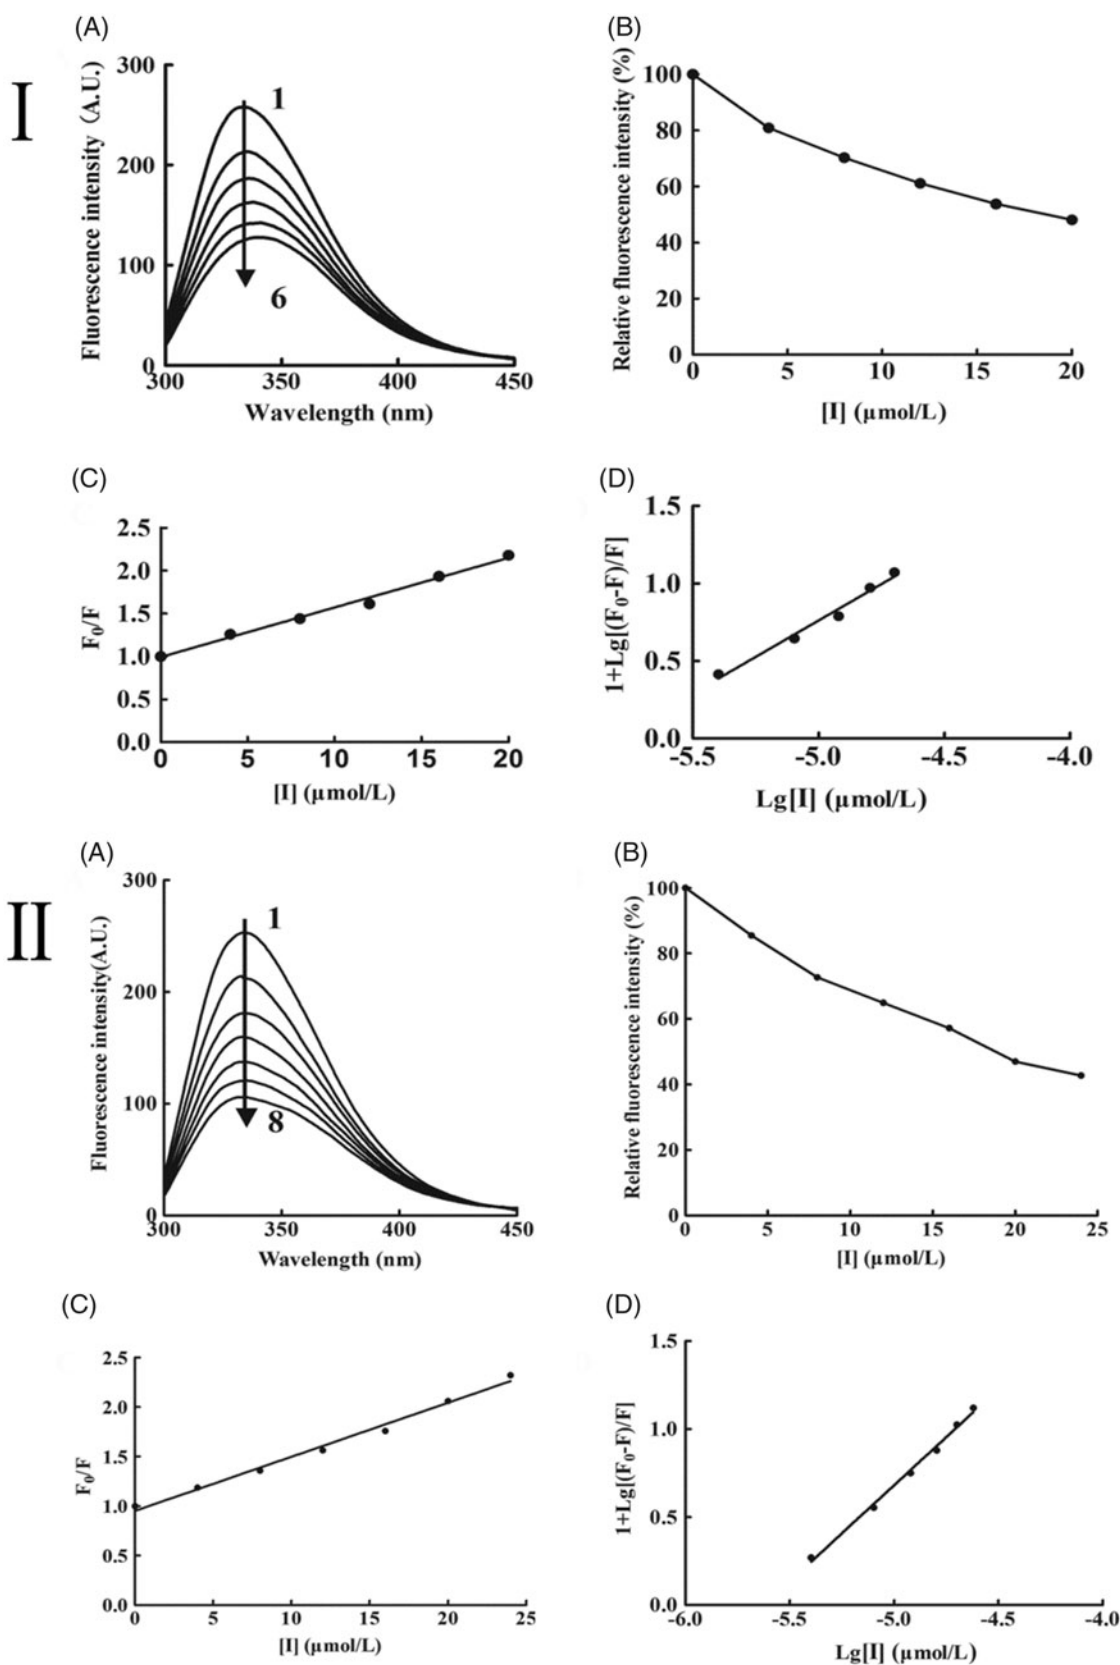 I
(A)
Fluorescence intensity (A.U.)
300
200
100
0
1
6
300 350 400 450
Wavelength (nm)
(B)
Relative fluorescence intensity (%)
100
80
60
40
20
0
0 5 10 15 20
[I] (μmol/L)
(C)
F0/F
2.5
2.0
1.5
1.0
0.5
0.0
0 5 10 15 20
[I] (μmol/L)
(D)
1+Lg[(F0-F)/F]
1.5
1.0
0.5
0.0
-5.5 -5.0 -4.5 -4.0
Lg[I] (μmol/L)
II
(A)
Fluorescence intensity(A.U.)
300
200
100
0
1
8
300 350 400 450
Wavelength (nm)
(B)
Relative fluorescence intensity (%)
100
80
60
40
20
0
0 5 10 15 20 25
[I] (μmol/L)
(C)
F0/F
2.5
2.0
1.5
1.0
0.5
0.0
0 5 10 15 20 25
[I] (μmol/L)
(D)
1+Lg[(F0-F)/F]
1.5
1.0
0.5
0.0
-6.0 -5.5 -5.0 -4.5 -4.0
Lg[I] (μmol/L)